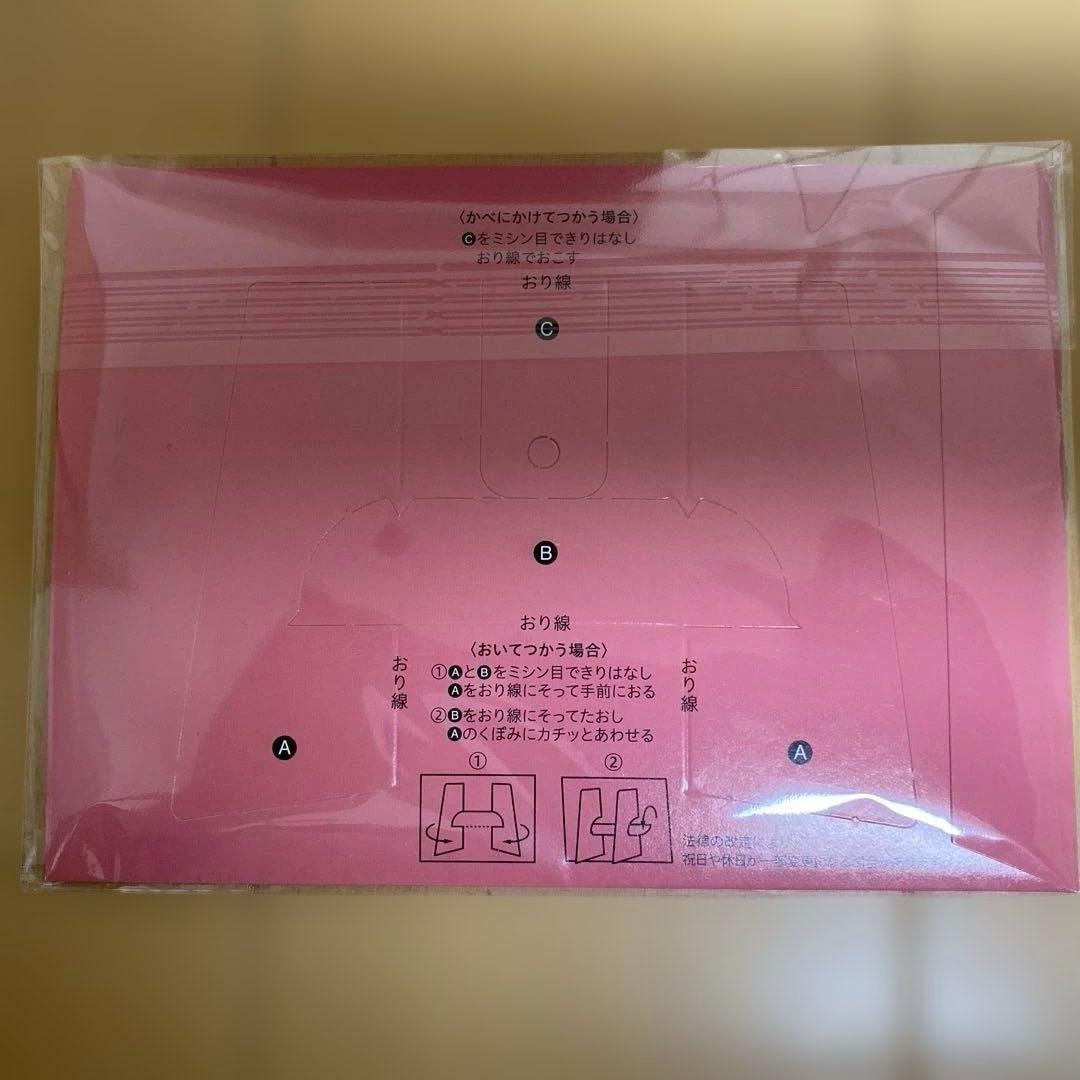 〈かべにかけてつかう場合〉
Cをミシン目できりはなし
おり線でおこす
おり線
C
B
おり線
〈おいてつかう場合〉
①AとBをミシン目できりはなし
Aをおり線にそって手前におる
②Bをおり線にそってたおし
Aのくぼみにカチッとあわせる
おり線
おり線
A
A
①
②
法律の改定により
祝日や休日が一部変更になる場合が